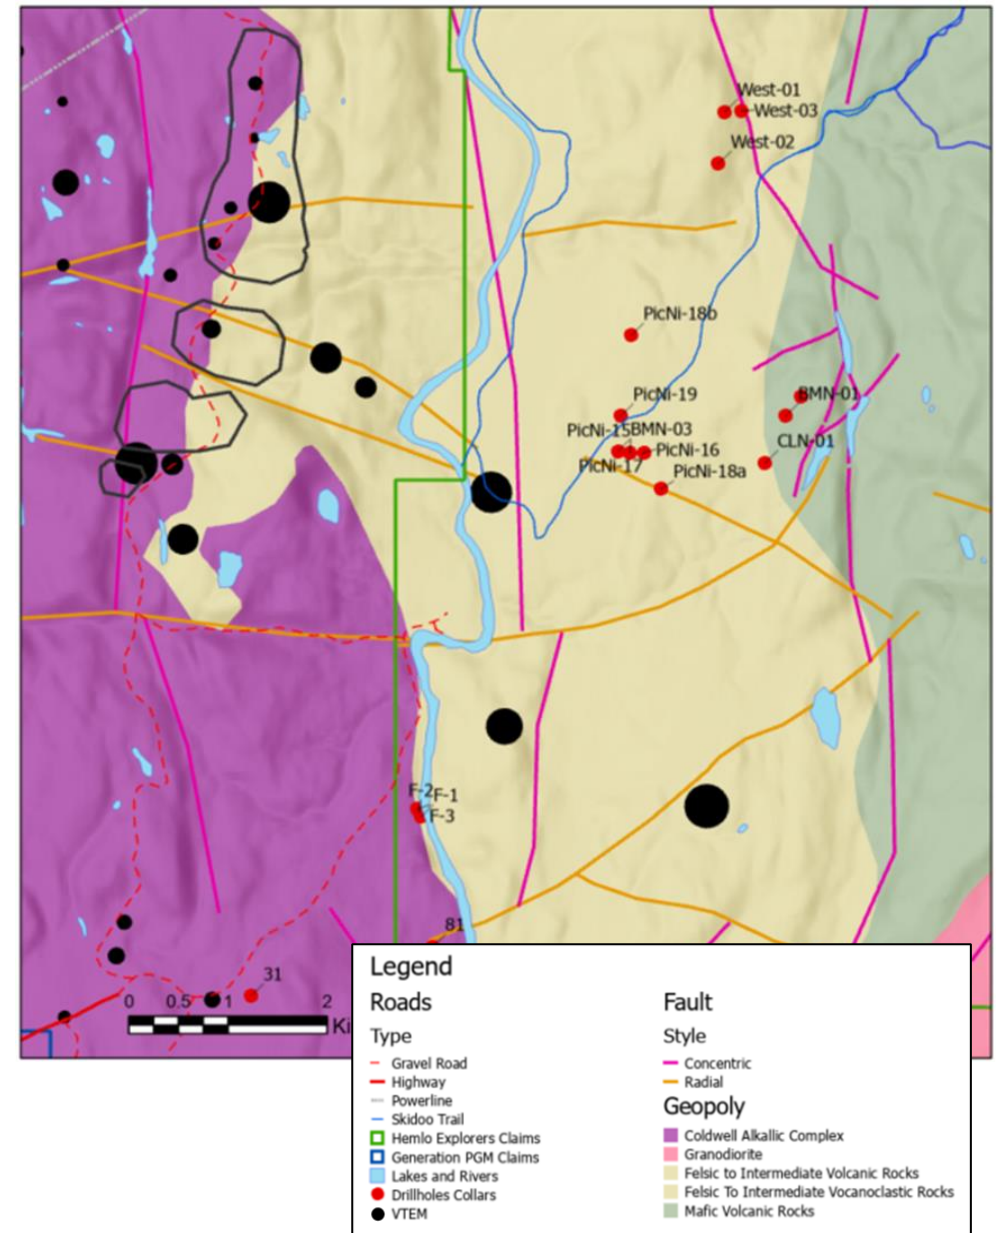 West-01
West-03
West-02
PicNi-18b
PicNi-19
BMN-01
PicNi-15 BMN-03
CLN-01
PicNi-16
PicNi-17
PicNi-18a
F-2 F-1
F-3
81
31
0 0.5 1 2
Ki
Legend
Roads
Type
Gravel Road
Highway
Powerline
Skidoo Trail
Hemlo Explorers Claims
Generation PGM Claims
Lakes and Rivers
Drillholes Collars
VTEM
Fault
Style
Concentric
Radial
Geopoly
Coldwell Alkallic Complex
Granodiorite
Felsic to Intermediate Volcanic Rocks
Felsic To Intermediate Vocanoclastic Rocks
Mafic Volcanic Rocks